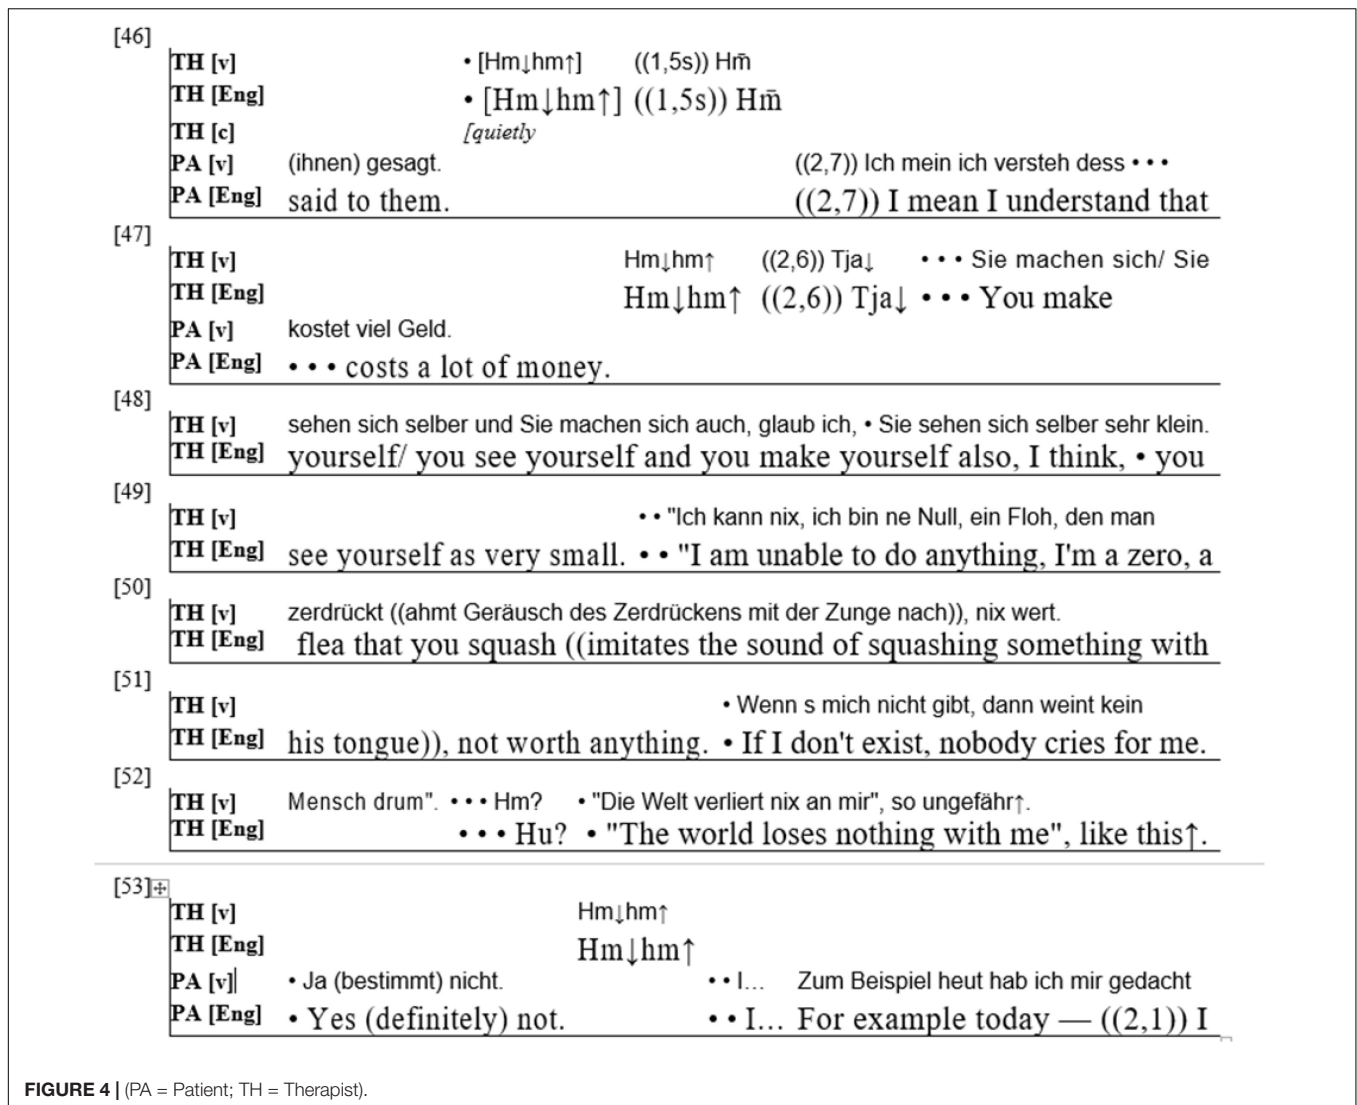 [46]
TH [v] • [Hm↓hm↑] ((1,5s)) Hm̄
TH [Eng] • [Hm↓hm↑] ((1,5s)) Hm̄
TH [c] [quietly
PA [v] (ihnen) gesagt. ((2,7)) Ich mein ich versteh dess • • •
PA [Eng] said to them. ((2,7)) I mean I understand that
[47]
TH [v] Hm↓hm↑ ((2,6)) Tja↓ • • • Sie machen sich/ Sie
TH [Eng] Hm↓hm↑ ((2,6)) Tja↓ • • • You make
PA [v] kostet viel Geld.
PA [Eng] • • • costs a lot of money.
[48]
TH [v] sehen sich selber und Sie machen sich auch, glaub ich, • Sie sehen sich selber sehr klein.
TH [Eng] yourself/ you see yourself and you make yourself also, I think, • you
[49]
TH [v] • • "Ich kann nix, ich bin ne Null, ein Floh, den man
TH [Eng] see yourself as very small. • • "I am unable to do anything, I'm a zero, a
[50]
TH [v] zerdrückt ((ahmt Geräusch des Zerdrückens mit der Zunge nach)), nix wert.
TH [Eng] flea that you squash ((imitates the sound of squashing something with
[51]
TH [v] • Wenn s mich nicht gibt, dann weint kein
TH [Eng] his tongue)), not worth anything. • If I don't exist, nobody cries for me.
[52]
TH [v] Mensch drum". • • • Hm? • "Die Welt verliert nix an mir", so ungefähr↑.
TH [Eng] • • • Hu? • "The world loses nothing with me", like this↑.
[53]
TH [v] Hm↓hm↑
TH [Eng] Hm↓hm↑
PA [v] • Ja (bestimmt) nicht. • • I... Zum Beispiel heut hab ich mir gedacht
PA [Eng] • Yes (definitely) not. • • I... For example today — ((2,1)) I
FIGURE 4 | (PA = Patient; TH = Therapist).